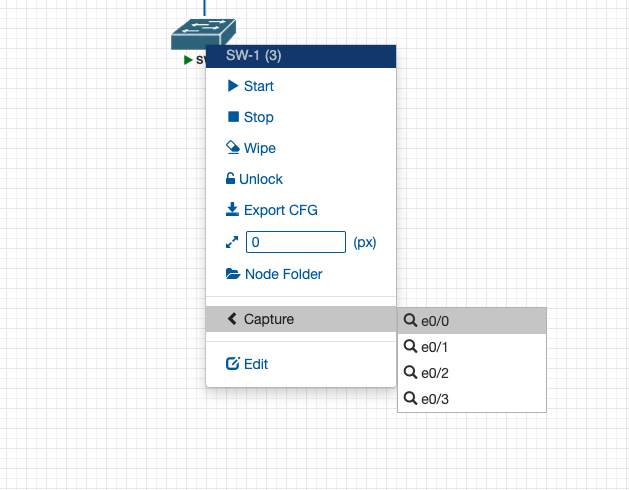 SW-1 (3)
Start
Stop
Wipe
Unlock
Export CFG
0 (px)
Node Folder
Capture
e0/0
e0/1
e0/2
e0/3
Edit